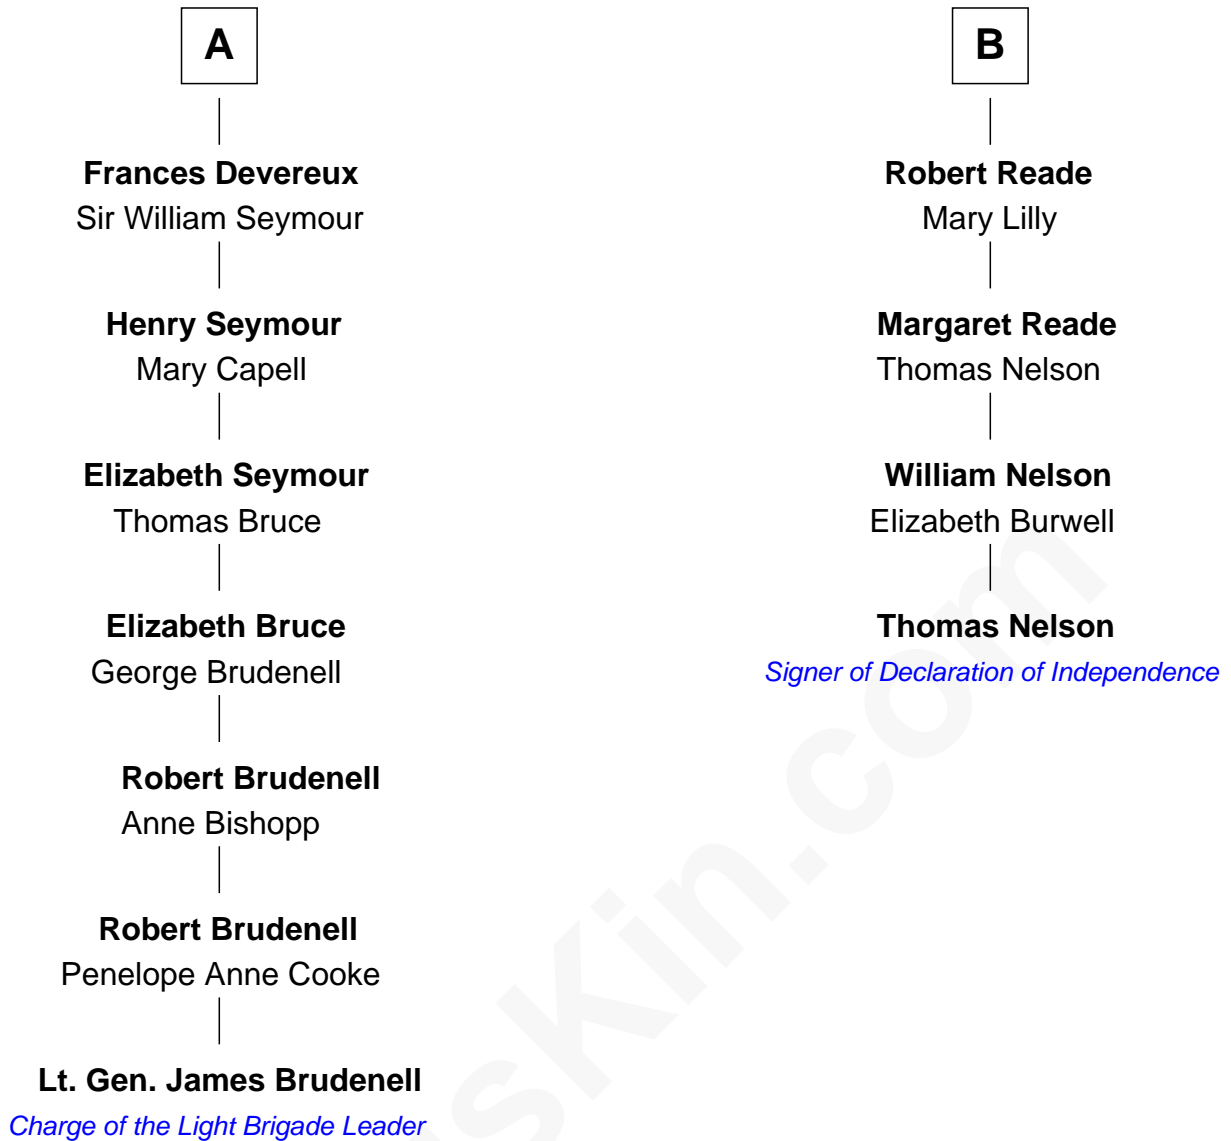 A
Frances Devereux
Sir William Seymour
Henry Seymour
Mary Capell
Elizabeth Seymour
Thomas Bruce
Elizabeth Bruce
George Brudenell
Robert Brudenell
Anne Bishopp
Robert Brudenell
Penelope Anne Cooke
Lt. Gen. James Brudenell
Charge of the Light Brigade Leader
B
Robert Reade
Mary Lilly
Margaret Reade
Thomas Nelson
William Nelson
Elizabeth Burwell
Thomas Nelson
Signer of Declaration of Independence